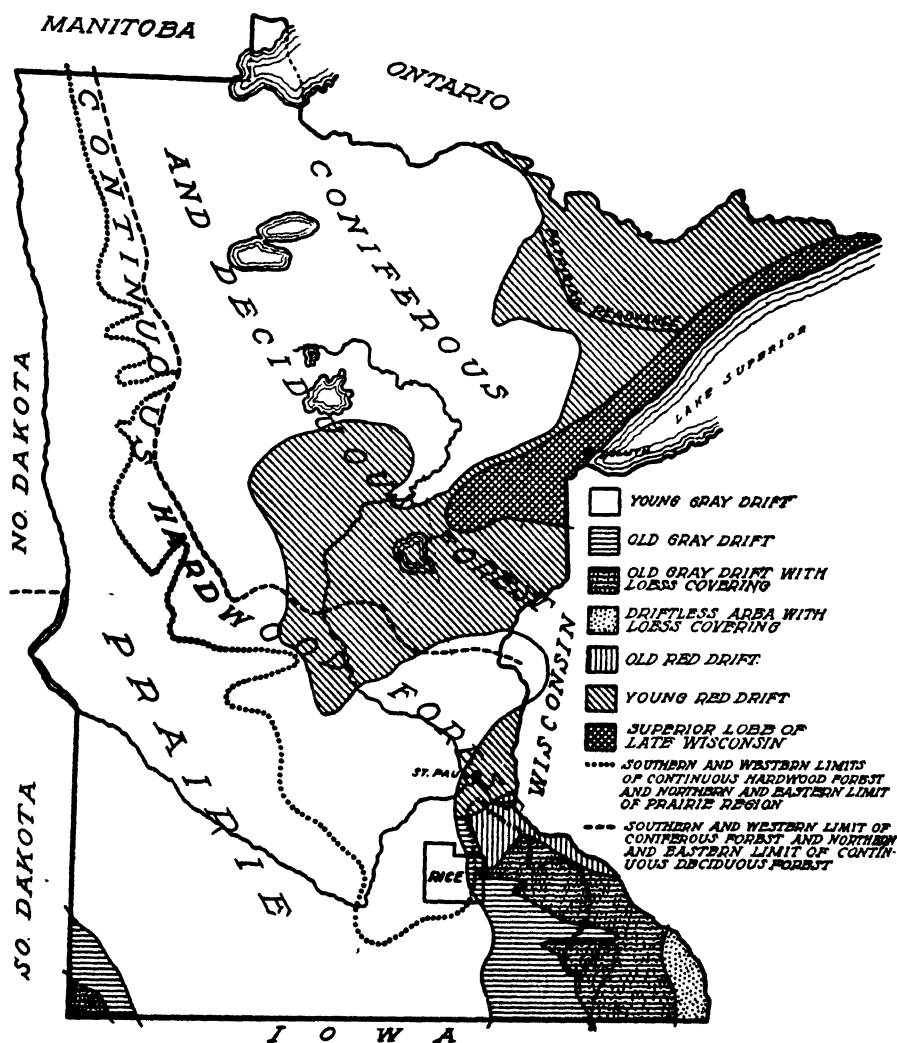 MANITOBA
ONTARIO
CONTINUOUS HARDWOOD FOREST
CONIFEROUS
AND DECIDUOUS FOREST
LAKE SUPERIOR
DULUTH
NO. DAKOTA
PRAIRIE
WISCONSIN
ST. PAUL
RICE
SO. DAKOTA
IOWA
YOUNG GRAY DRIFT
OLD GRAY DRIFT
OLD GRAY DRIFT WITH
LOESS COVERING
DRIFTLESS AREA WITH
LOESS COVERING
OLD RED DRIFT.
YOUNG RED DRIFT
SUPERIOR LOBE OF
LATE WISCONSIN
SOUTHERN AND WESTERN LIMITS
OF CONTINUOUS HARDWOOD FOREST
AND NORTHERN AND EASTERN LIMIT
OF PRAIRIE REGION
SOUTHERN AND WESTERN LIMIT OF
CONIFEROUS FOREST AND NORTHERN
AND EASTERN LIMIT OF CONTIN-
UOUS DECIDUOUS FOREST